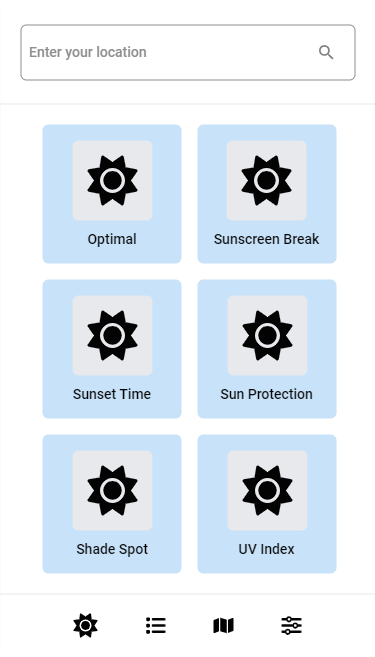 Enter your location
Optimal
Sunscreen Break
Sunset Time
Sun Protection
Shade Spot
UV Index